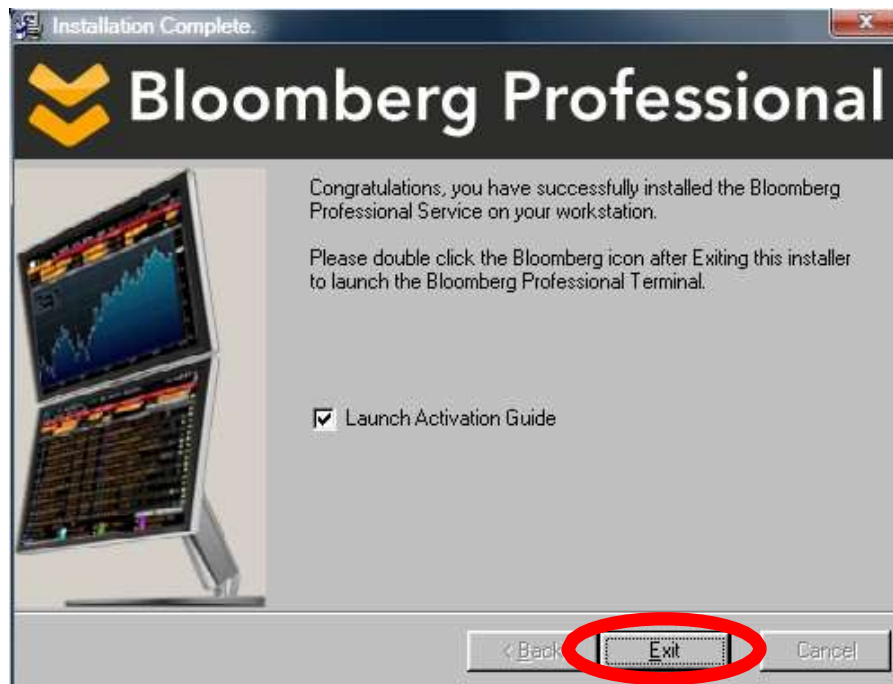 Installation Complete.
Bloomberg Professional
Congratulations, you have successfully installed the Bloomberg
Professional Service on your workstation.
Please double click the Bloomberg icon after Exiting this installer
to launch the Bloomberg Professional Terminal.
Launch Activation Guide
< Back Exit Cancel